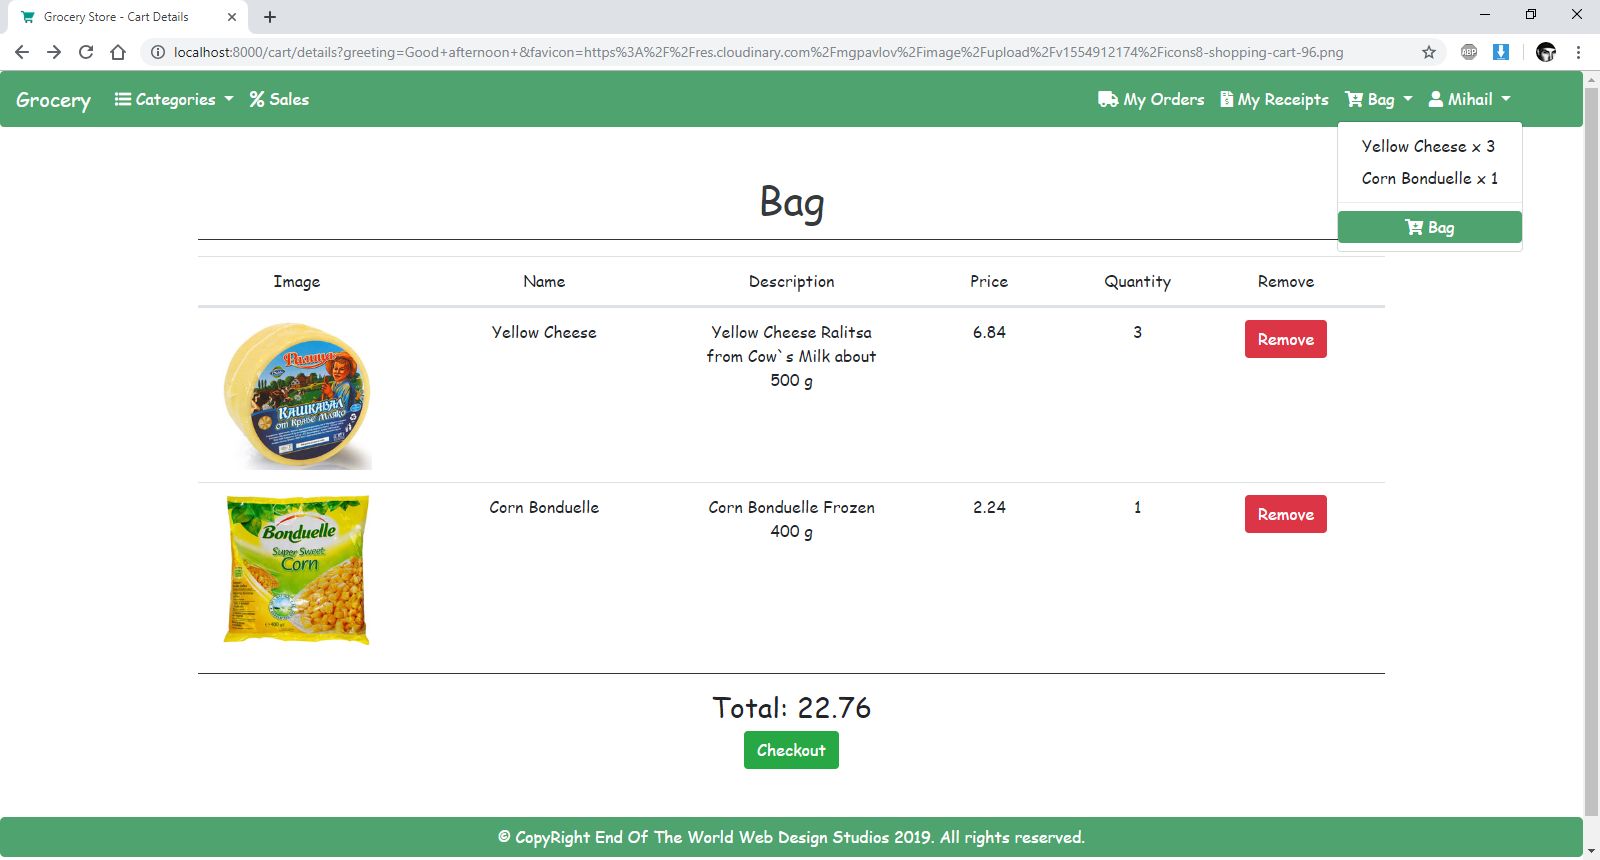 Grocery Store - Cart Details
localhost:8000/cart/details?greeting=Good+afternoon+&favicon=https%3A%2F%2Fres.cloudinary.com%2Fmgpavlov%2Fimage%2Fupload%2Fv1554912174%2Ficons8-shopping-cart-96.png
ABP
Grocery Categories % Sales My Orders My Receipts Bag Mihail
Yellow Cheese x 3
Corn Bonduelle x 1
Bag
Bag
Image Name Description Price Quantity Remove
Yellow Cheese Yellow Cheese Ralitsa 6.84 3 Remove
from Cow`s Milk about
500 g
Ралица
Кашкавал
от Краве Мляко
Corn Bonduelle Corn Bonduelle Frozen 2.24 1 Remove
400 g
Bonduelle
Super Sweet
Corn
Total: 22.76
Checkout
© CopyRight End Of The World Web Design Studios 2019. All rights reserved.